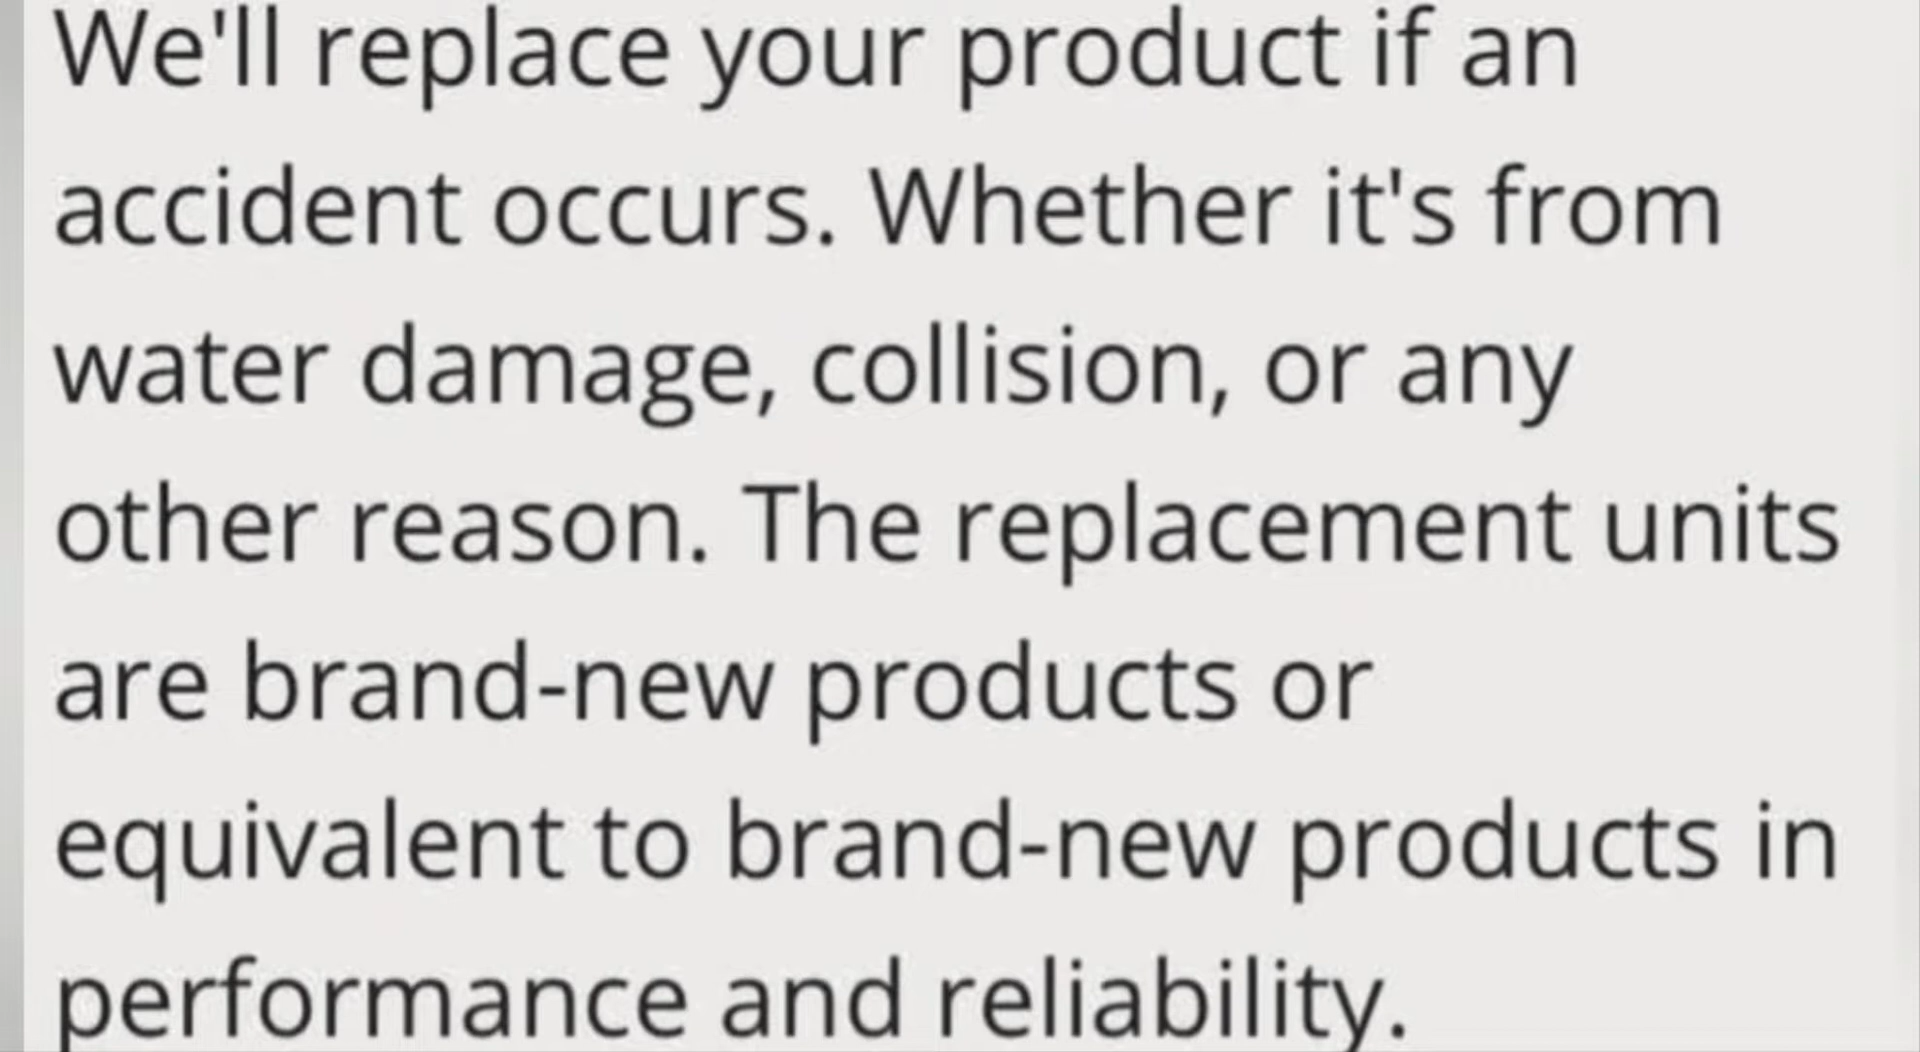 We'll replace your product if an
accident occurs. Whether it's from
water damage, collision, or any
other reason. The replacement units
are brand-new products or
equivalent to brand-new products in
performance and reliability.